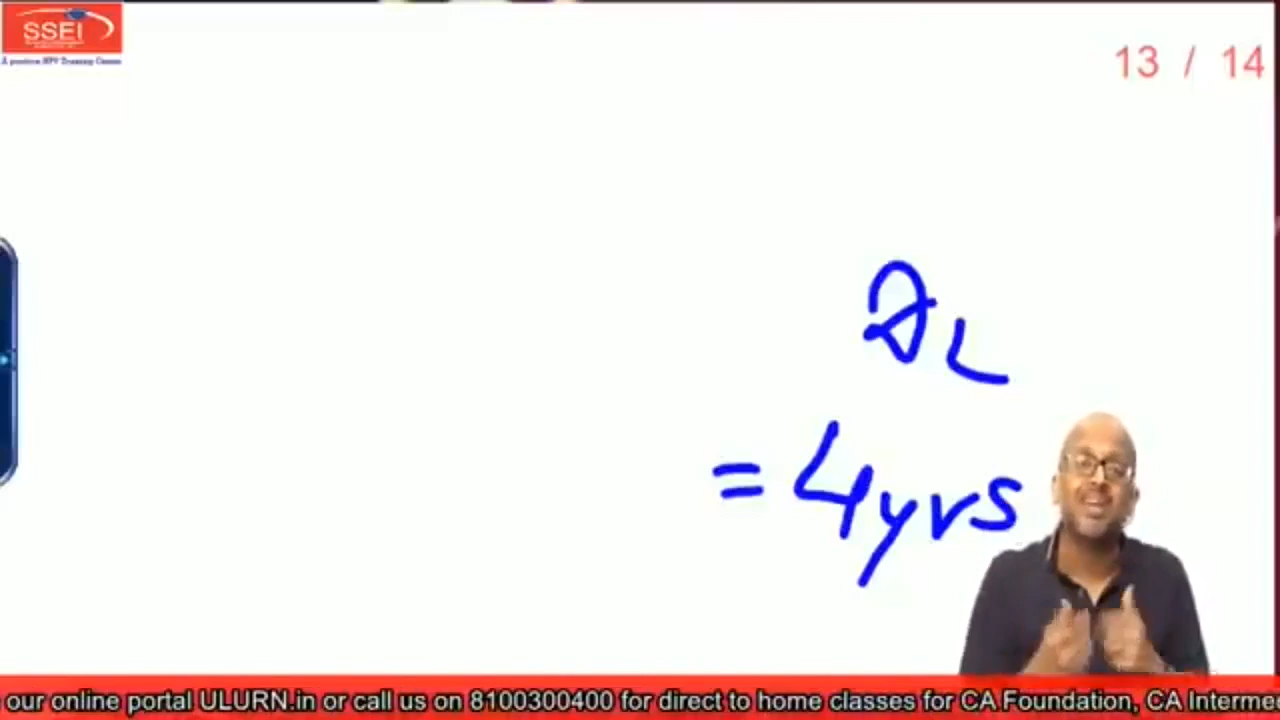 SSEI
13 / 14
2L
= 4yrs
our online portal ULURN.in or call us on 8100300400 for direct to home classes for CA Foundation, CA Interme